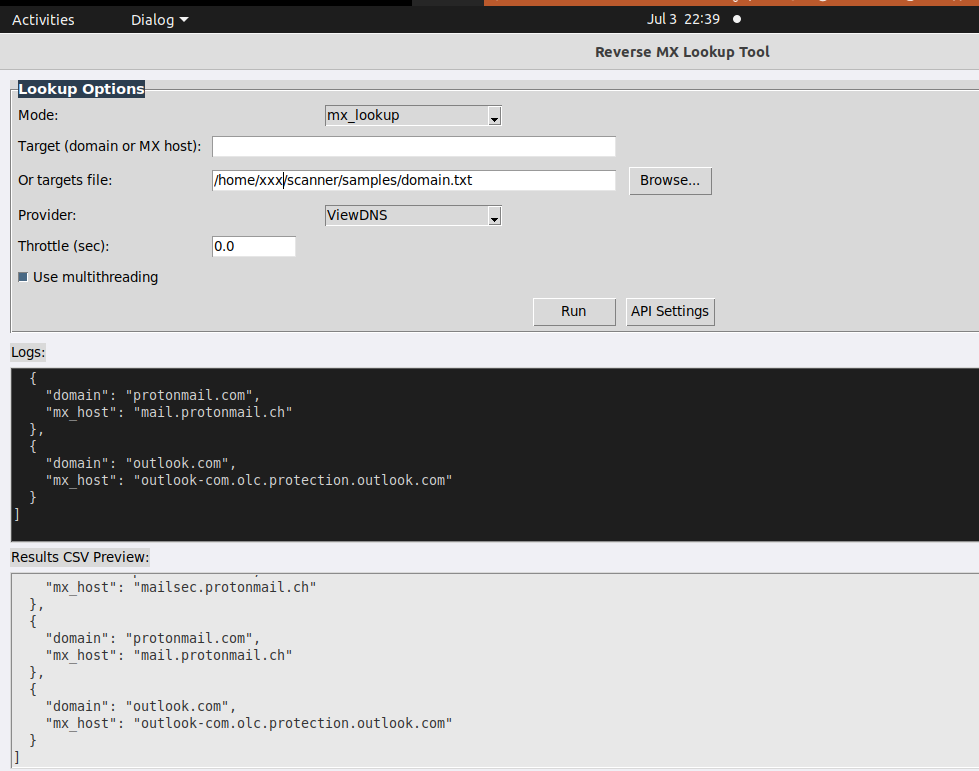 Activities
Dialog
Jul 3 22:39
Reverse MX Lookup Tool
Lookup Options
Mode:
mx_lookup
Target (domain or MX host):
Or targets file:
/home/xxx/scanner/samples/domain.txt
Browse...
Provider:
ViewDNS
Throttle (sec):
0.0
Use multithreading
Run
API Settings
Logs:
{
"domain": "protonmail.com",
"mx_host": "mail.protonmail.ch"
},
{
"domain": "outlook.com",
"mx_host": "outlook-com.olc.protection.outlook.com"
}
]
Results CSV Preview:
"mx_host": "mailsec.protonmail.ch"
},
{
"domain": "protonmail.com",
"mx_host": "mail.protonmail.ch"
},
{
"domain": "outlook.com",
"mx_host": "outlook-com.olc.protection.outlook.com"
}
]